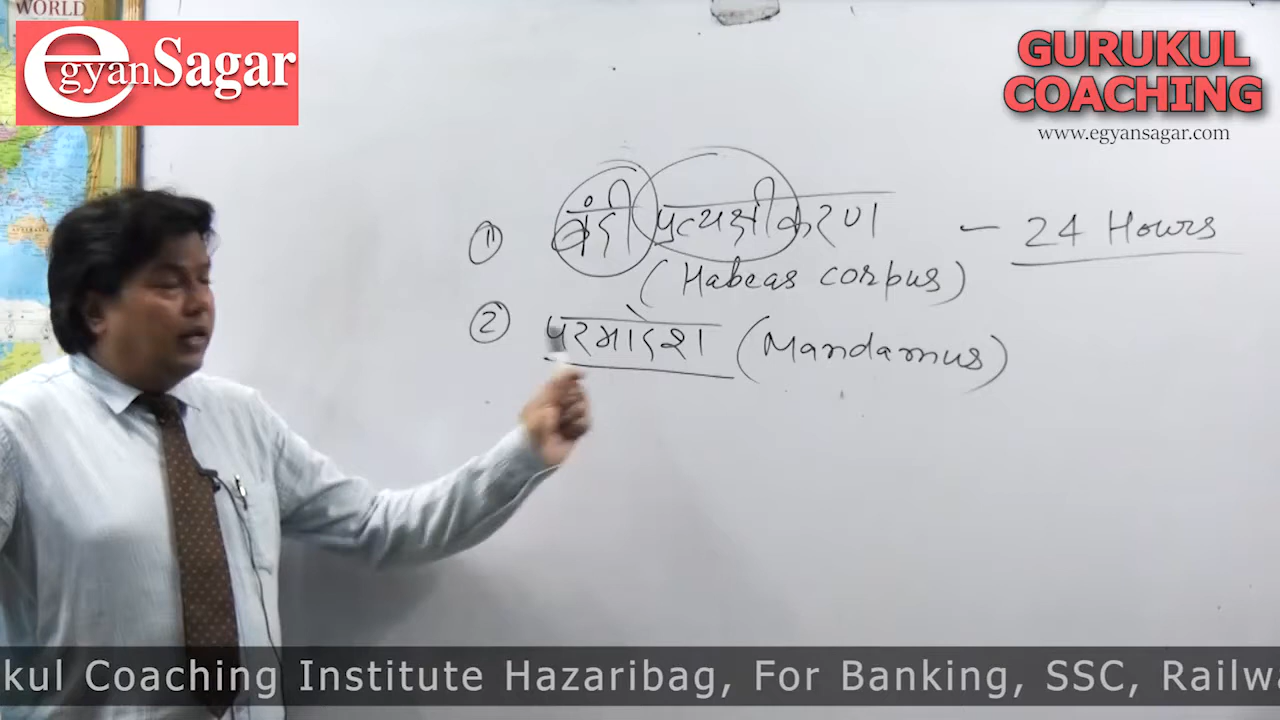 WORLD
egyanSagar
GURUKUL
COACHING
www.egyansagar.com
① बंदी प्रत्यक्षीकरण – 24 Hours
(Habeas corpus)
② परमादेश (Mandamus)
kul Coaching Institute Hazaribag, For Banking, SSC, Railwa